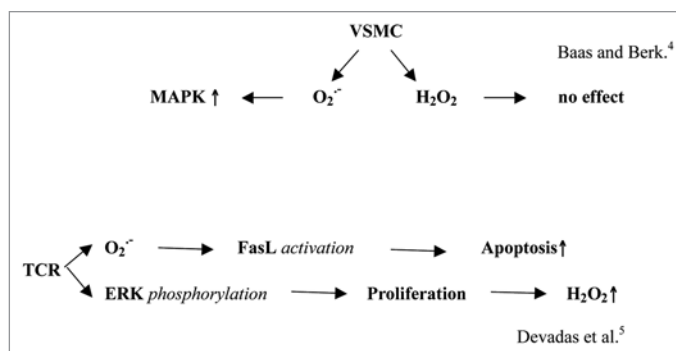 VSMC
Baas and Berk.⁴
MAPK ↑ ← O₂·⁻ H₂O₂ → no effect
O₂·⁻ → FasL activation → Apoptosis↑
TCR
ERK phosphorylation → Proliferation → H₂O₂↑
Devadas et al.⁵